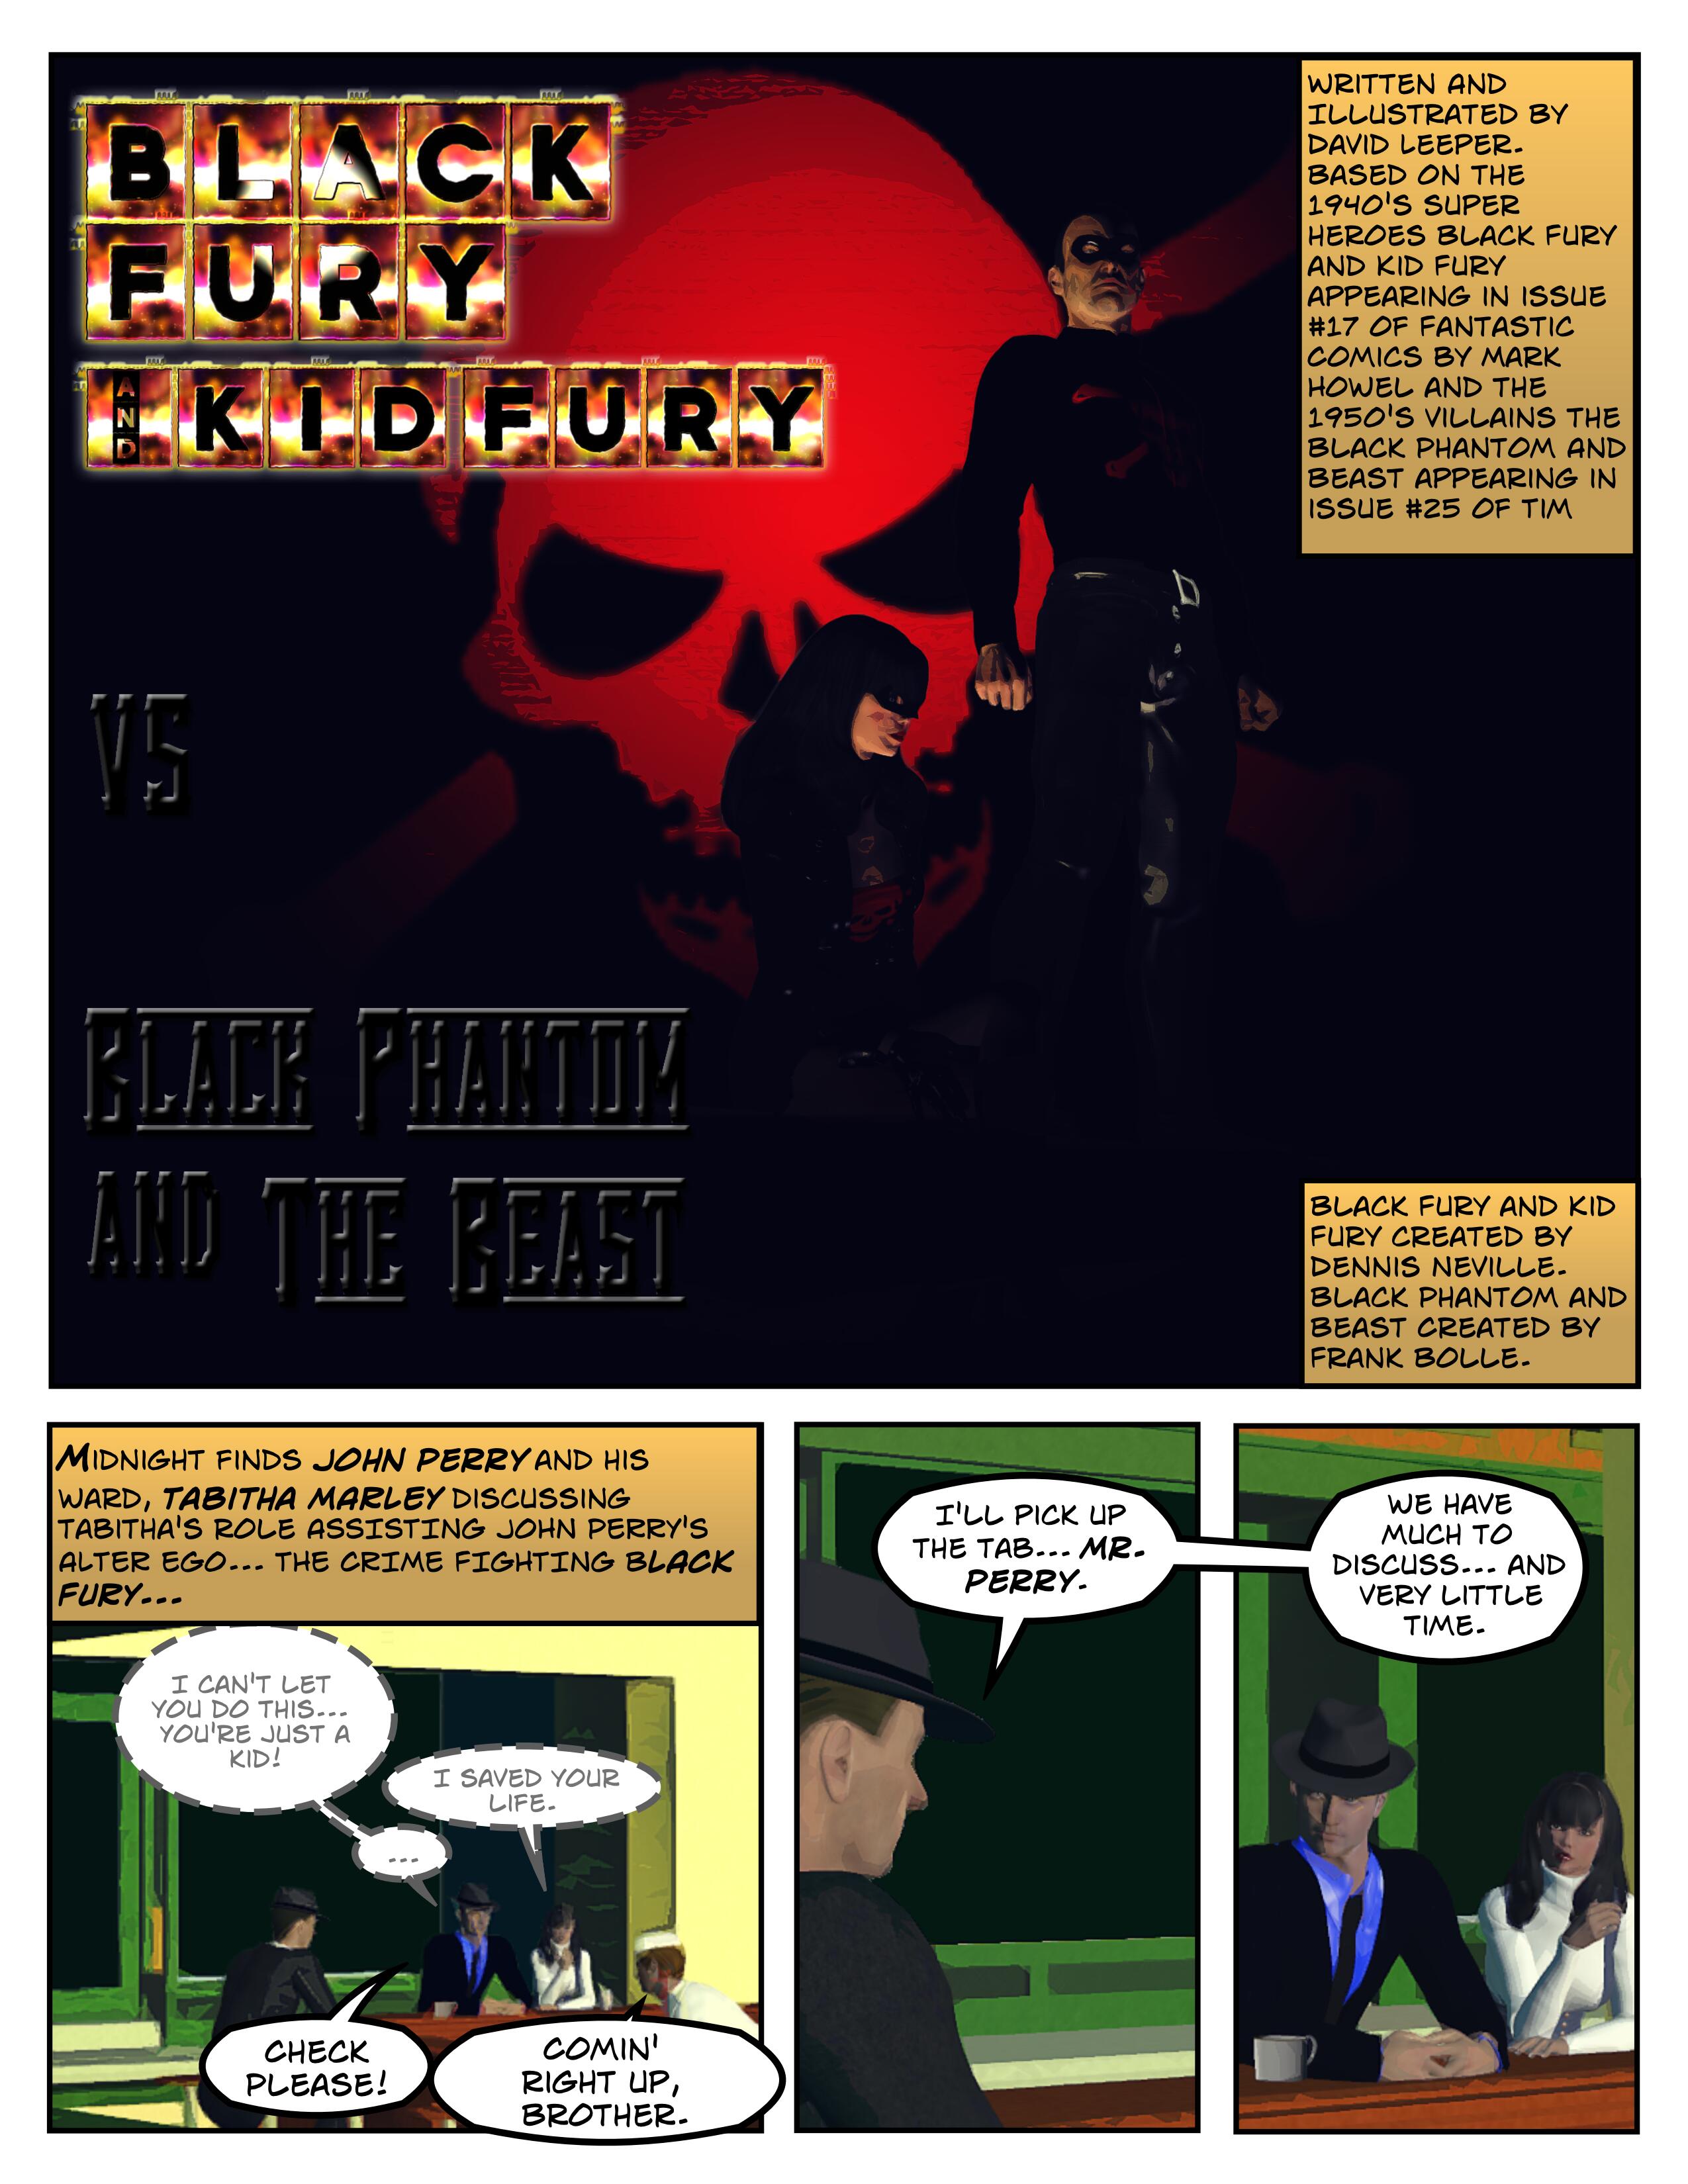 BLACK
FURY
AND KID FURY
WRITTEN AND
ILLUSTRATED BY
DAVID LEEPER.
BASED ON THE
1940'S SUPER
HEROES BLACK FURY
AND KID FURY
APPEARING IN ISSUE
#17 OF FANTASTIC
COMICS BY MARK
HOWEL AND THE
1950'S VILLAINS THE
BLACK PHANTOM AND
BEAST APPEARING IN
ISSUE #25 OF TIM
VS
BLACK PHANTOM
AND THE BEAST
BLACK FURY AND KID
FURY CREATED BY
DENNIS NEVILLE.
BLACK PHANTOM AND
BEAST CREATED BY
FRANK BOLLE.
MIDNIGHT FINDS JOHN PERRY AND HIS
WARD, TABITHA MARLEY DISCUSSING
TABITHA'S ROLE ASSISTING JOHN PERRY'S
ALTER EGO... THE CRIME FIGHTING BLACK
FURY...
I CAN'T LET
YOU DO THIS...
YOU'RE JUST A
KID!
I SAVED YOUR
LIFE.
...
CHECK
PLEASE!
COMIN'
RIGHT UP,
BROTHER.
I'LL PICK UP
THE TAB... MR.
PERRY.
WE HAVE
MUCH TO
DISCUSS... AND
VERY LITTLE
TIME.